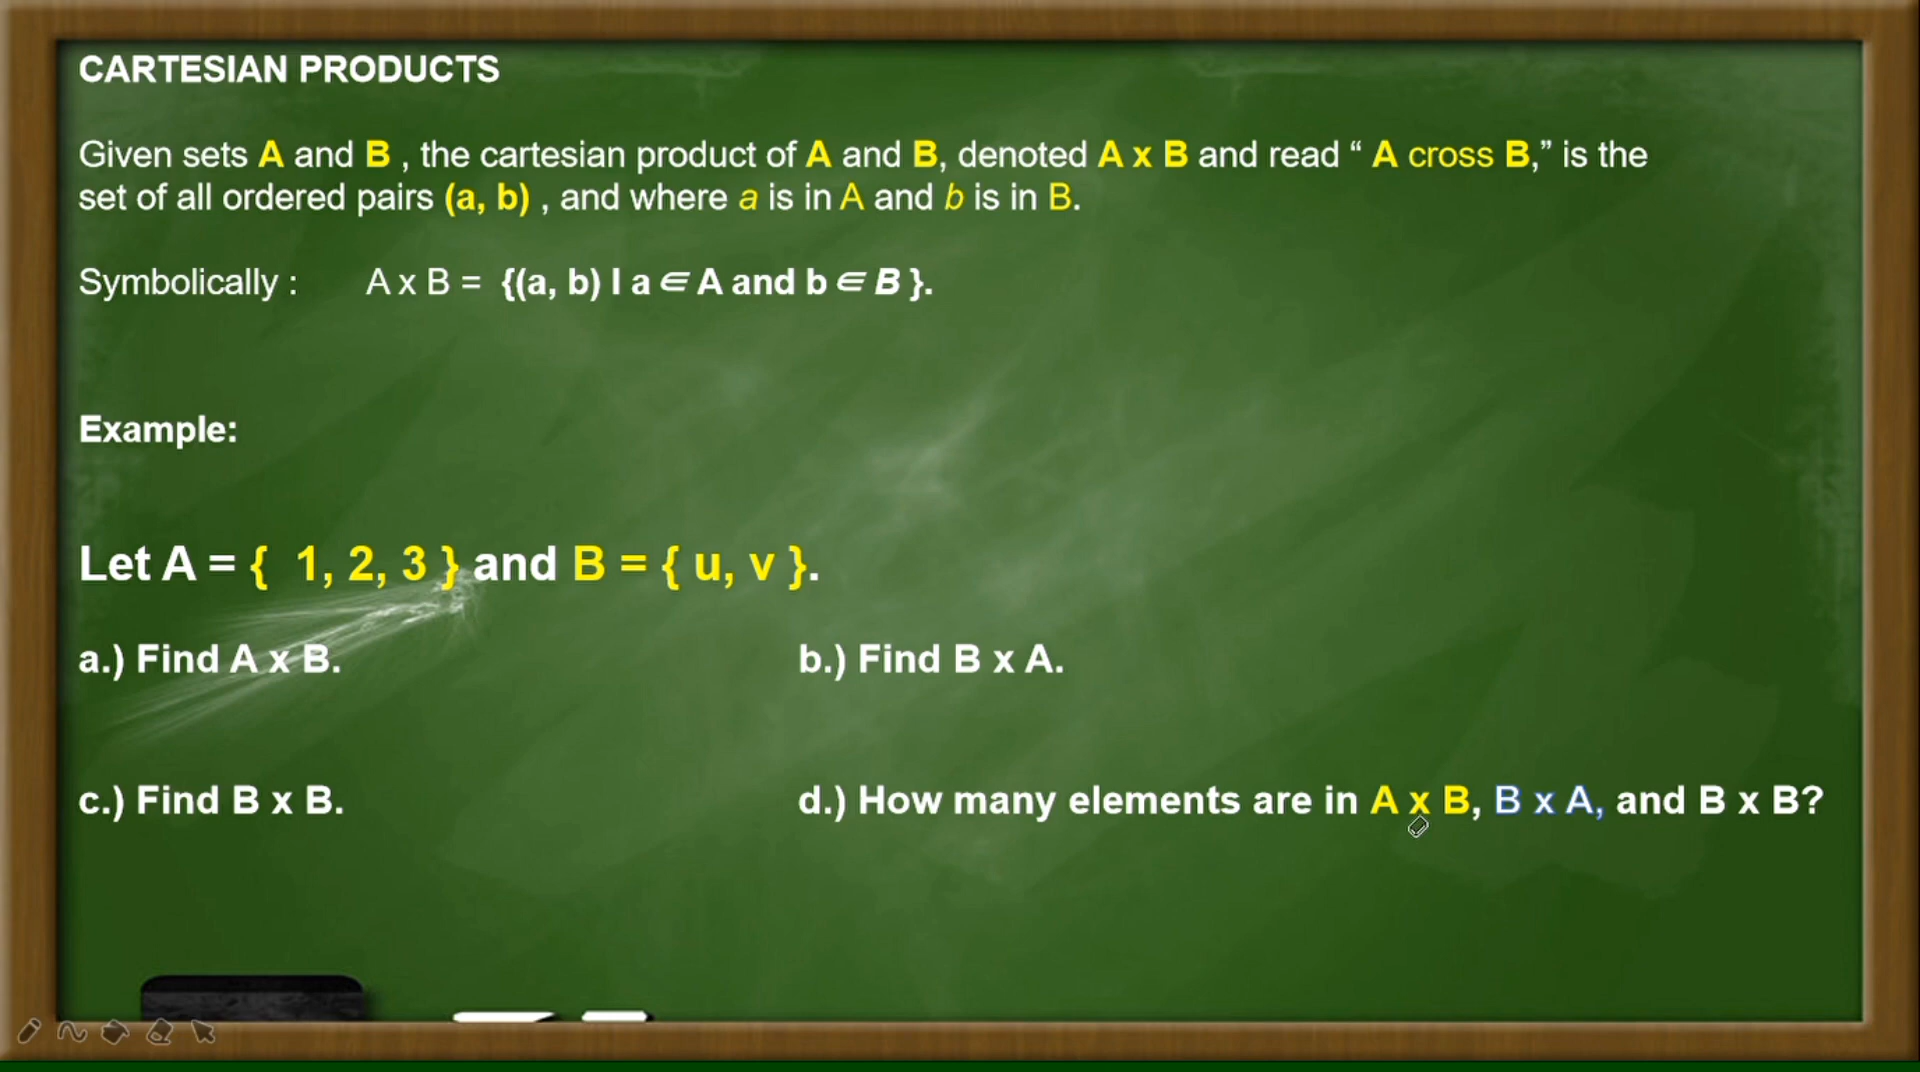 CARTESIAN PRODUCTS
Given sets A and B , the cartesian product of A and B, denoted A x B and read “ A cross B,” is the
set of all ordered pairs (a, b) , and where a is in A and b is in B.
Symbolically : A x B = {(a, b) l a ∈ A and b ∈ B }.
Example:
Let A = { 1, 2, 3 } and B = { u, v }.
a.) Find A x B. b.) Find B x A.
c.) Find B x B. d.) How many elements are in A x B, B x A, and B x B?